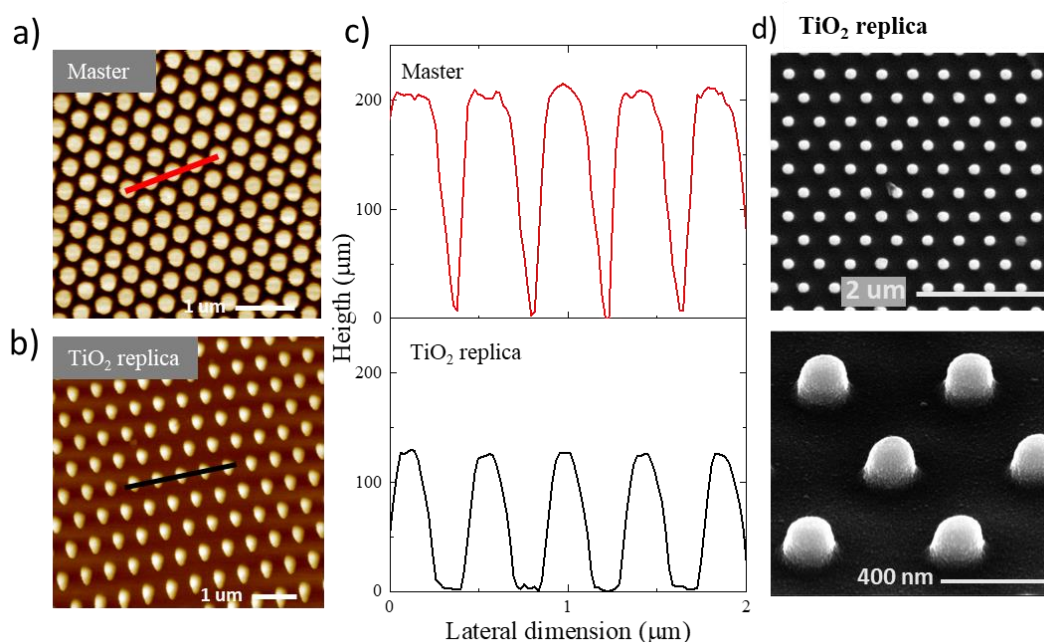 a)
Master
1 um
b)
TiO₂ replica
1 um
c)
Heigth (μm)
Master
200
100
0
TiO₂ replica
200
100
0
0
1
2
Lateral dimension (μm)
d)
TiO₂ replica
2 um
400 nm